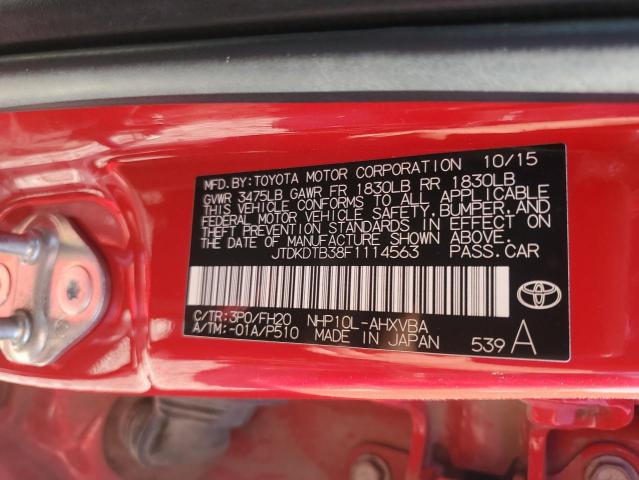 MFD.BY: TOYOTA MOTOR CORPORATION 10/15
GVWR 3475LB GAWR FR 1830LB RR 1830LB
THIS VEHICLE CONFORMS TO ALL APPLICABLE
FEDERAL MOTOR VEHICLE SAFETY, BUMPER, AND
THEFT PREVENTION STANDARDS IN EFFECT ON
THE DATE OF MANUFACTURE SHOWN ABOVE.
JTDKDTB38F1114563 PASS.CAR
C/TR:3P0/FH20 NHP10L-AHXVBA
A/TM:-01A/P510 MADE IN JAPAN 539 A